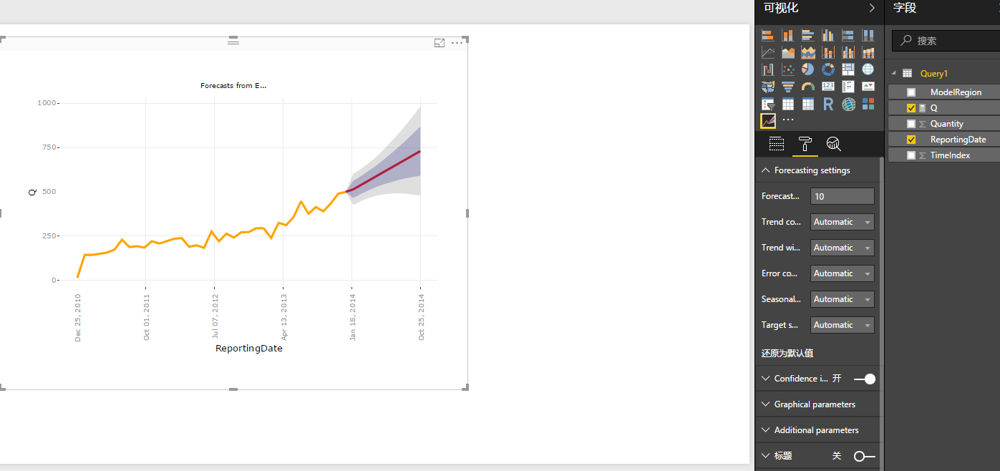 Forecasts from E...
1000
750
500
250
0
Q
Dec 25, 2010
Oct 01, 2011
Jul 07, 2012
Apr 13, 2013
Jan 18, 2014
Oct 25, 2014
ReportingDate
可视化
123
R
Forecasting settings
Forecast... 10
Trend co... Automatic
Trend wi... Automatic
Error co... Automatic
Seasonal... Automatic
Target s... Automatic
还原为默认值
Confidence i... 开
Graphical parameters
Additional parameters
标题 关
字段
搜索
Query1
ModelRegion
Q
Σ Quantity
ReportingDate
Σ TimeIndex